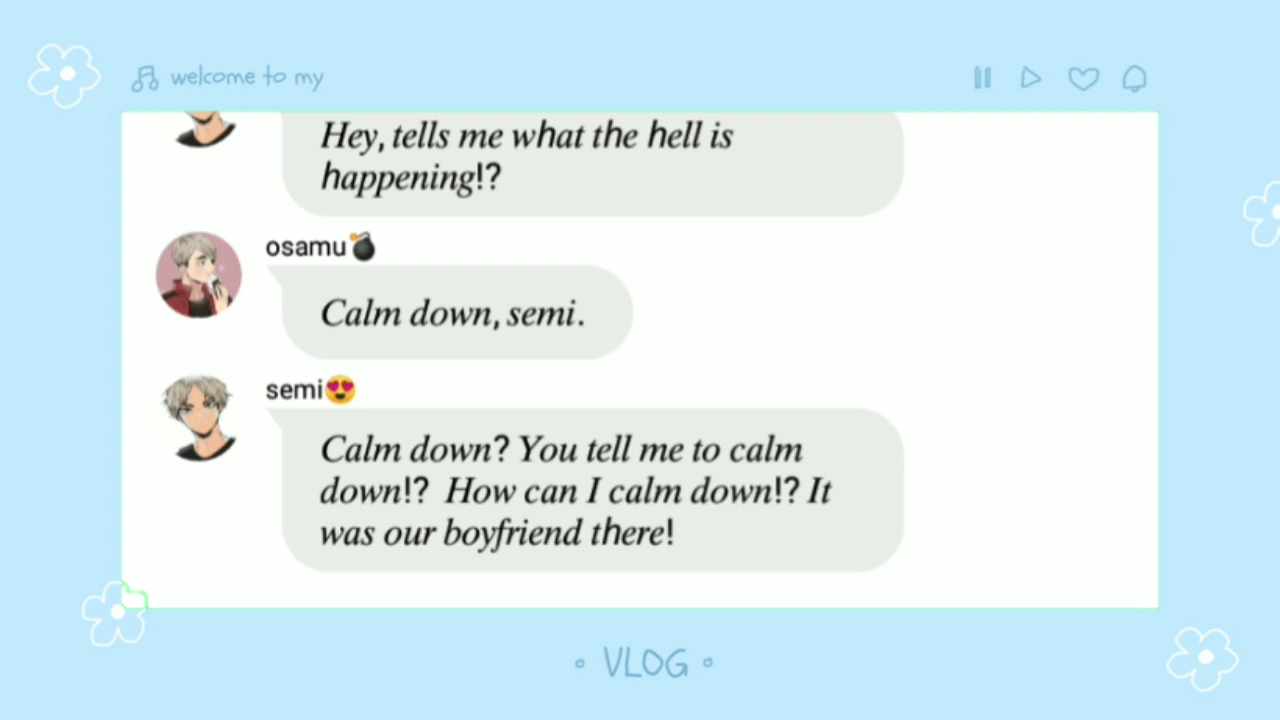 welcome to my
Hey, tells me what the hell is
happening!?
osamu💣
Calm down, semi.
semi😍
Calm down? You tell me to calm
down!? How can I calm down!? It
was our boyfriend there!
• VLOG •